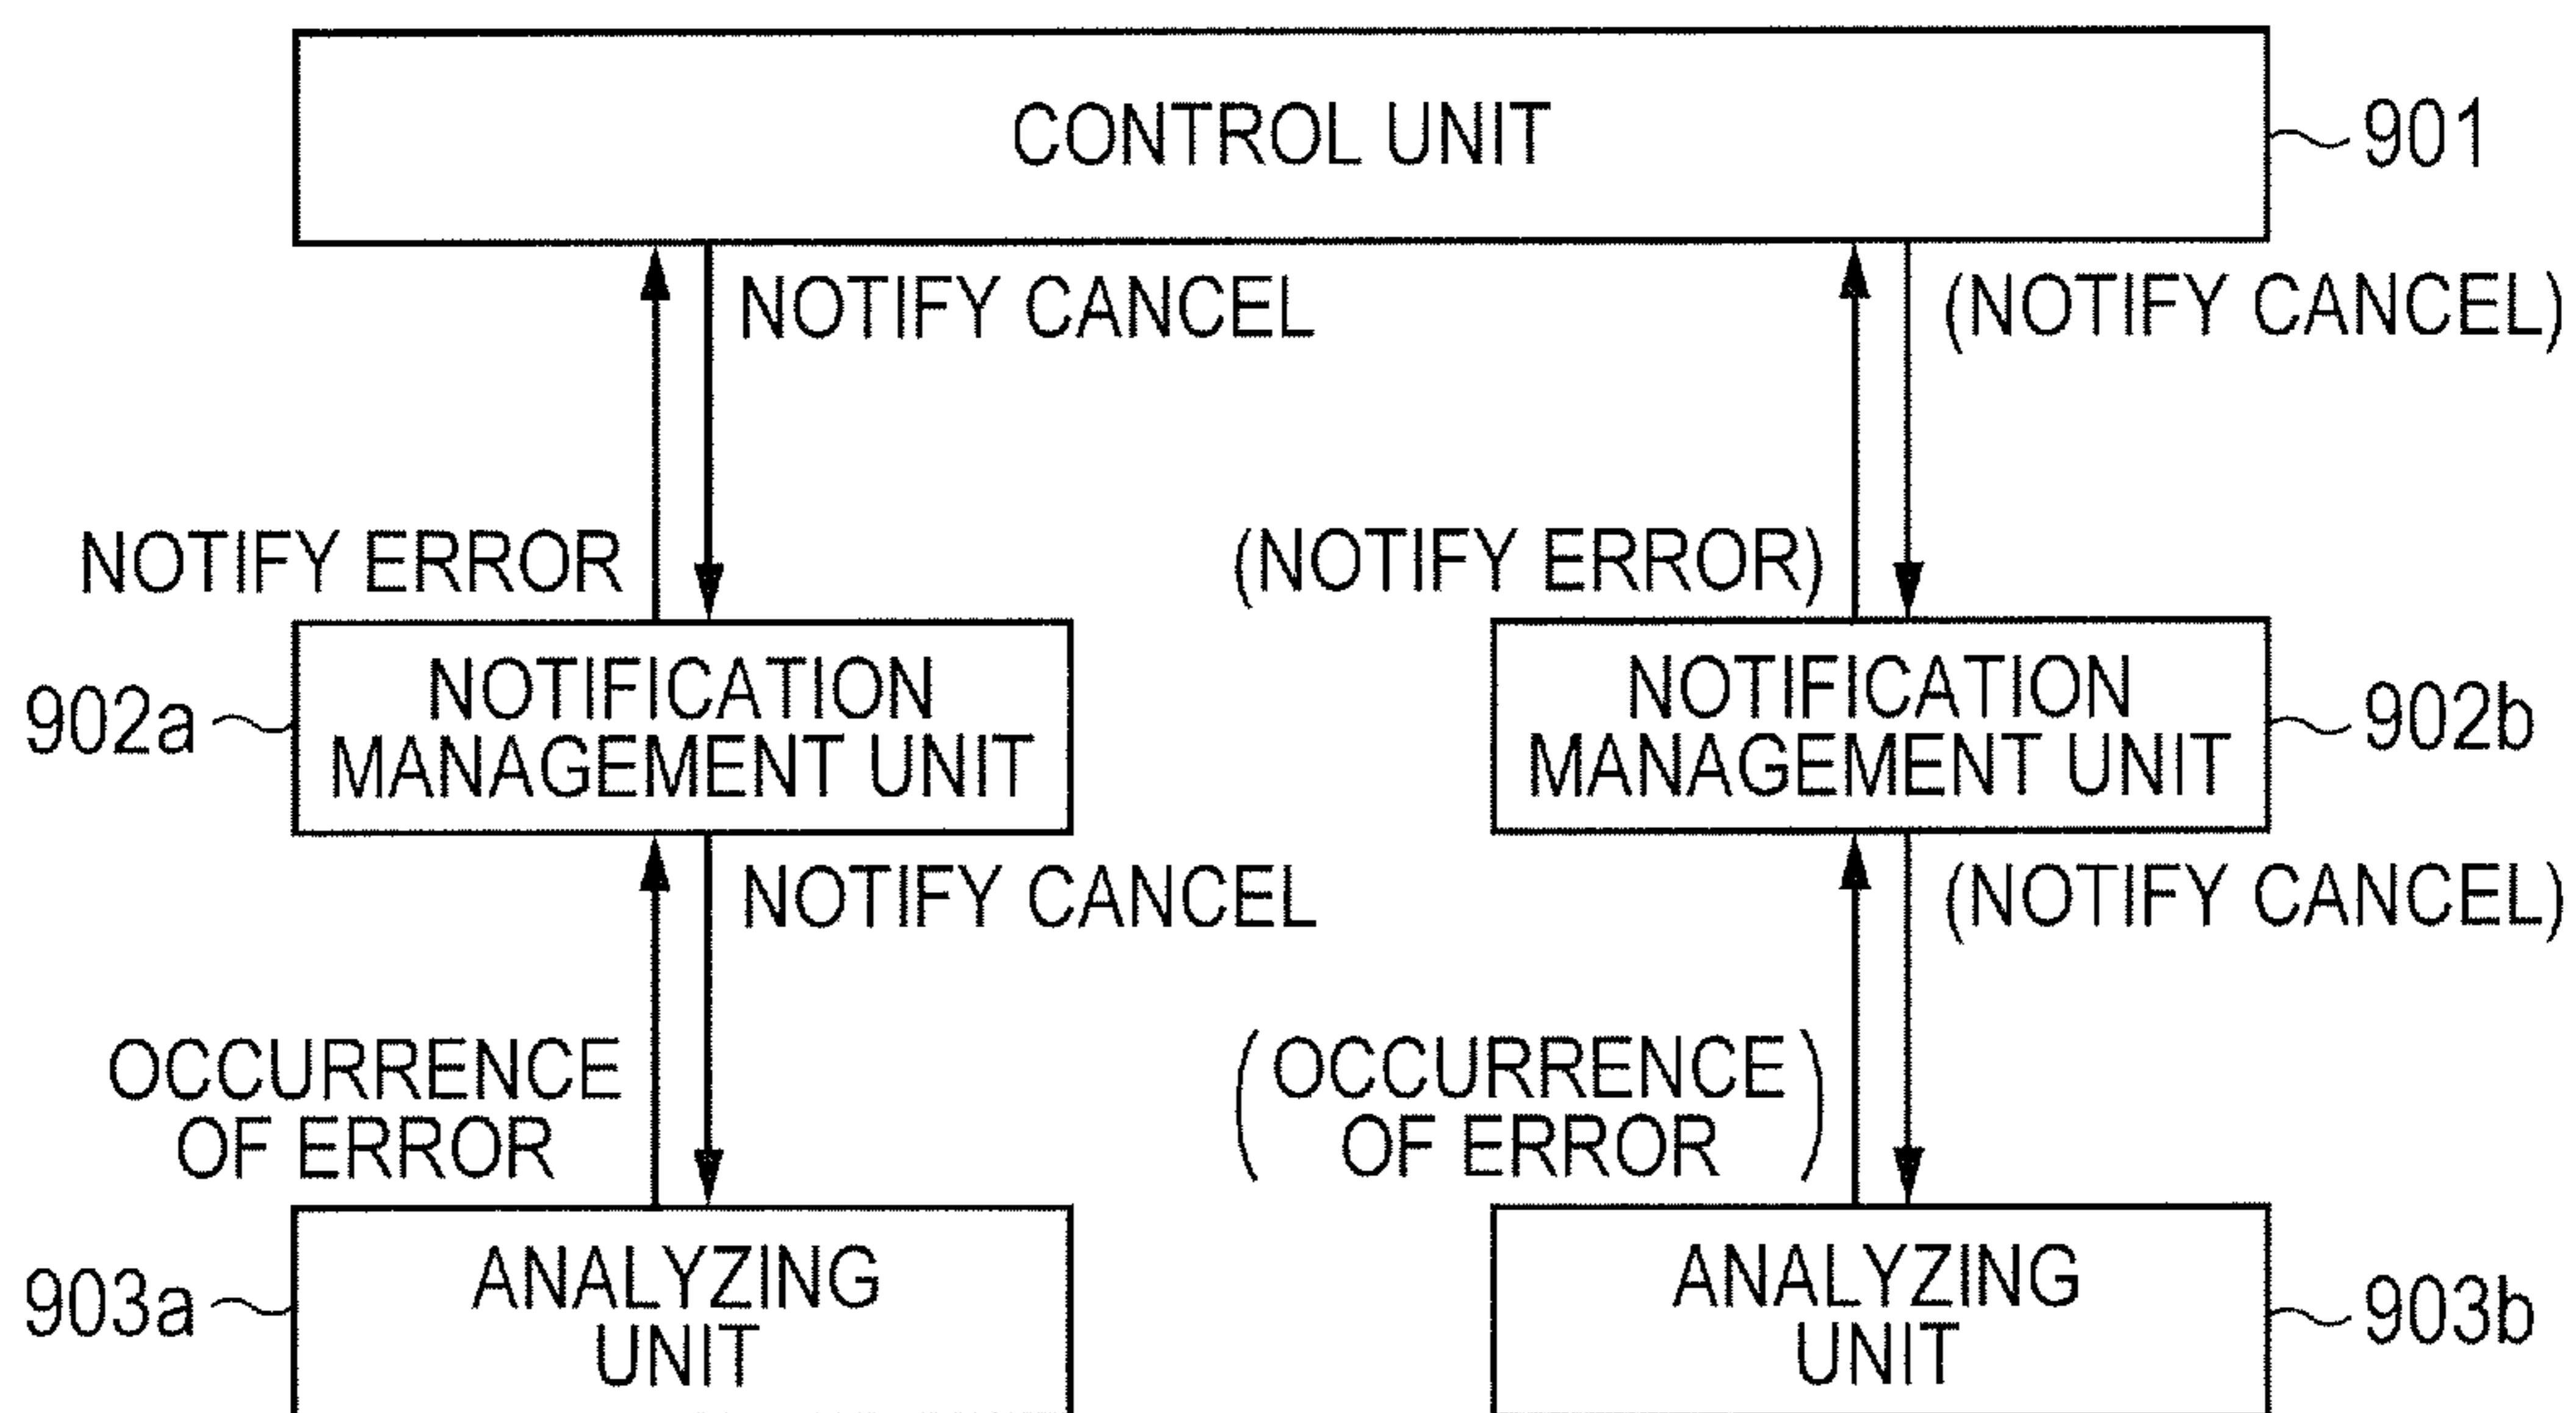 CONTROL UNIT
901
NOTIFY CANCEL
(NOTIFY CANCEL)
NOTIFY ERROR
(NOTIFY ERROR)
902a
NOTIFICATION
MANAGEMENT UNIT
NOTIFICATION
MANAGEMENT UNIT
902b
NOTIFY CANCEL
(NOTIFY CANCEL)
OCCURRENCE
OF ERROR
(OCCURRENCE
OF ERROR)
903a
ANALYZING
UNIT
ANALYZING
UNIT
903b